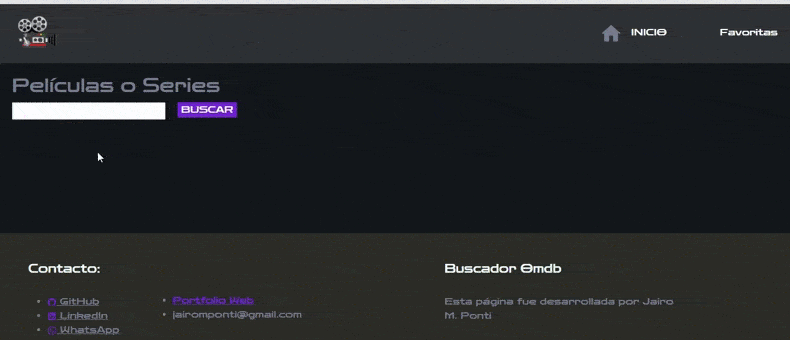 INICIO
Favoritas
Películas o Series
BUSCAR
Contacto:
GitHub
LinkedIn
WhatsApp
Portfolio Web
jairomponti@gmail.com
Buscador Omdb
Esta página fue desarrollada por Jairo
M. Ponti